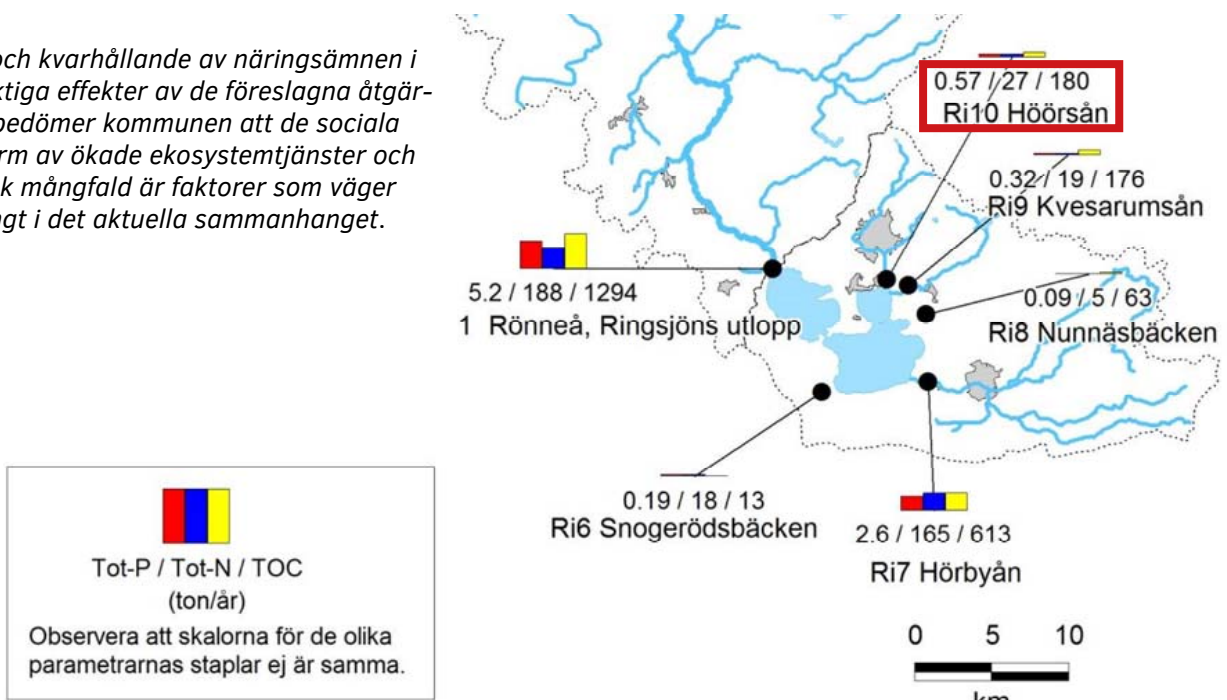 och kvarhållande av näringsämnen i
ktiga effekter av de föreslagna åtgär-
bedömer kommunen att de sociala
rm av ökade ekosystemtjänster och
k mångfald är faktorer som väger
gt i det aktuella sammanhanget.
0.57 / 27 / 180
Ri10 Höörsån
0.32 / 19 / 176
Ri9 Kvesarumsån
5.2 / 188 / 1294
1 Rönneå, Ringsjöns utlopp
0.09 / 5 / 63
Ri8 Nunnäsbäcken
0.19 / 18 / 13
Ri6 Snogerödsbäcken
2.6 / 165 / 613
Ri7 Hörbyån
Tot-P / Tot-N / TOC
(ton/år)
Observera att skalorna för de olika
parametrarnas staplar ej är samma.
0 5 10
km